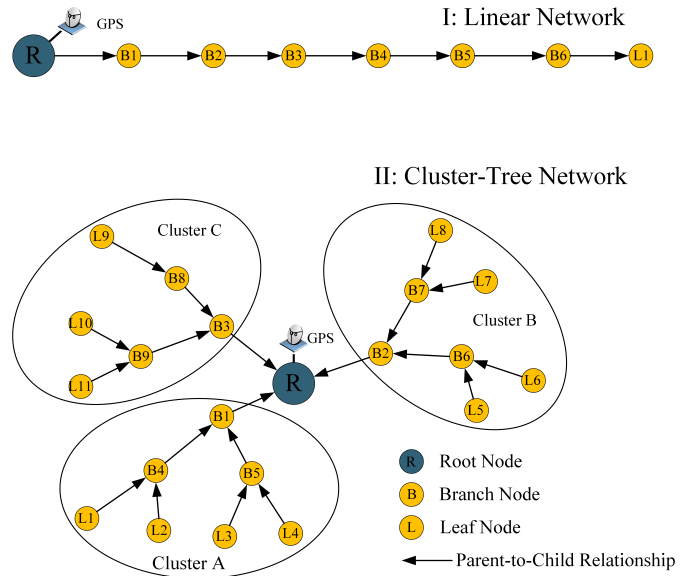 I: Linear Network
GPS
R B1 B2 B3 B4 B5 B6 L1
II: Cluster-Tree Network
Cluster C
L9
B8
L10
B3
B9
L11
L8
L7
B7
Cluster B
B2
B6
L6
L5
GPS
R
B1
B4
B5
L1
L2
L3
L4
Cluster A
R Root Node
B Branch Node
L Leaf Node
Parent-to-Child Relationship